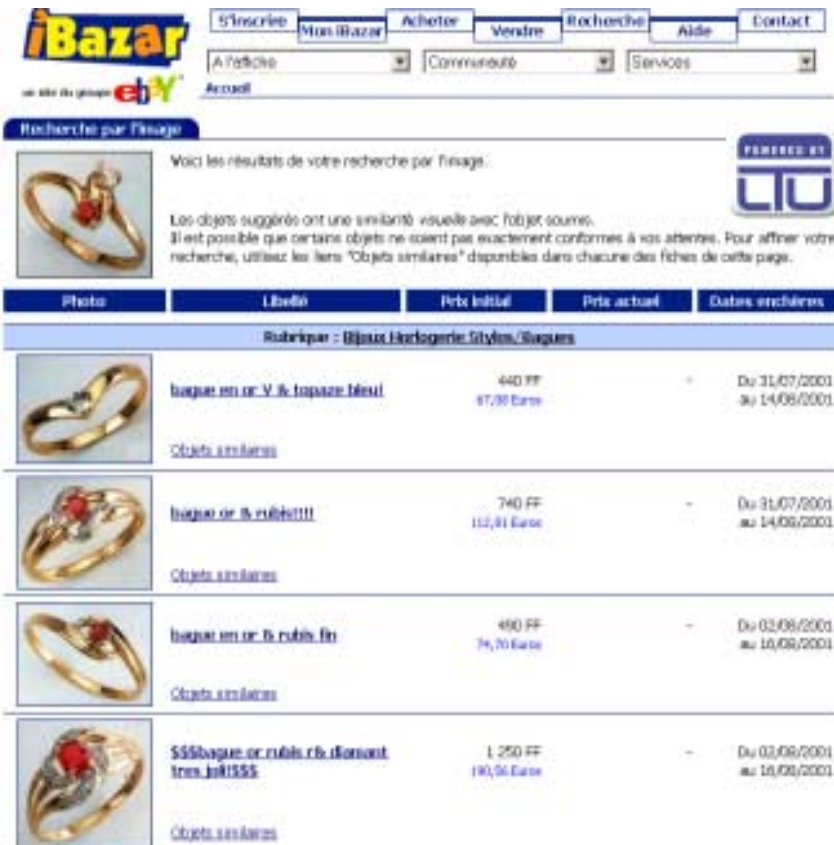 iBazar
un site du groupe ebY
S'inscrire Mon iBazar Acheter Vendre Recherche Aide Contact
A l'affiche Communauté Services
Accueil
Recherche par l'image
Voici les résultats de votre recherche par l'image.
POWERED BY
LTU
Les objets suggérés ont une similarité visuelle avec l'objet soumis.
Il est possible que certains objets ne soient pas exactement conformes à vos attentes. Pour affiner votre
recherche, utilisez les liens "Objets similaires" disponibles dans chacune des fiches de cette page.
Photo Libellé Prix initial Prix actuel Dates enchères
Rubrique : Bijoux Horlogerie Stylos/Bagues
bague en or V & topaze bleu! 440 FF - Du 31/07/2001
67,08 Euros au 14/08/2001
Objets similaires
bague or & rubis!!!! 740 FF - Du 31/07/2001
112,81 Euros au 14/08/2001
Objets similaires
bague en or & rubis fin 490 FF - Du 02/08/2001
74,70 Euros au 16/08/2001
Objets similaires
$$$bague or rubis r& diamant 1 250 FF - Du 02/08/2001
tres joli!$$$ 190,56 Euros au 16/08/2001
Objets similaires